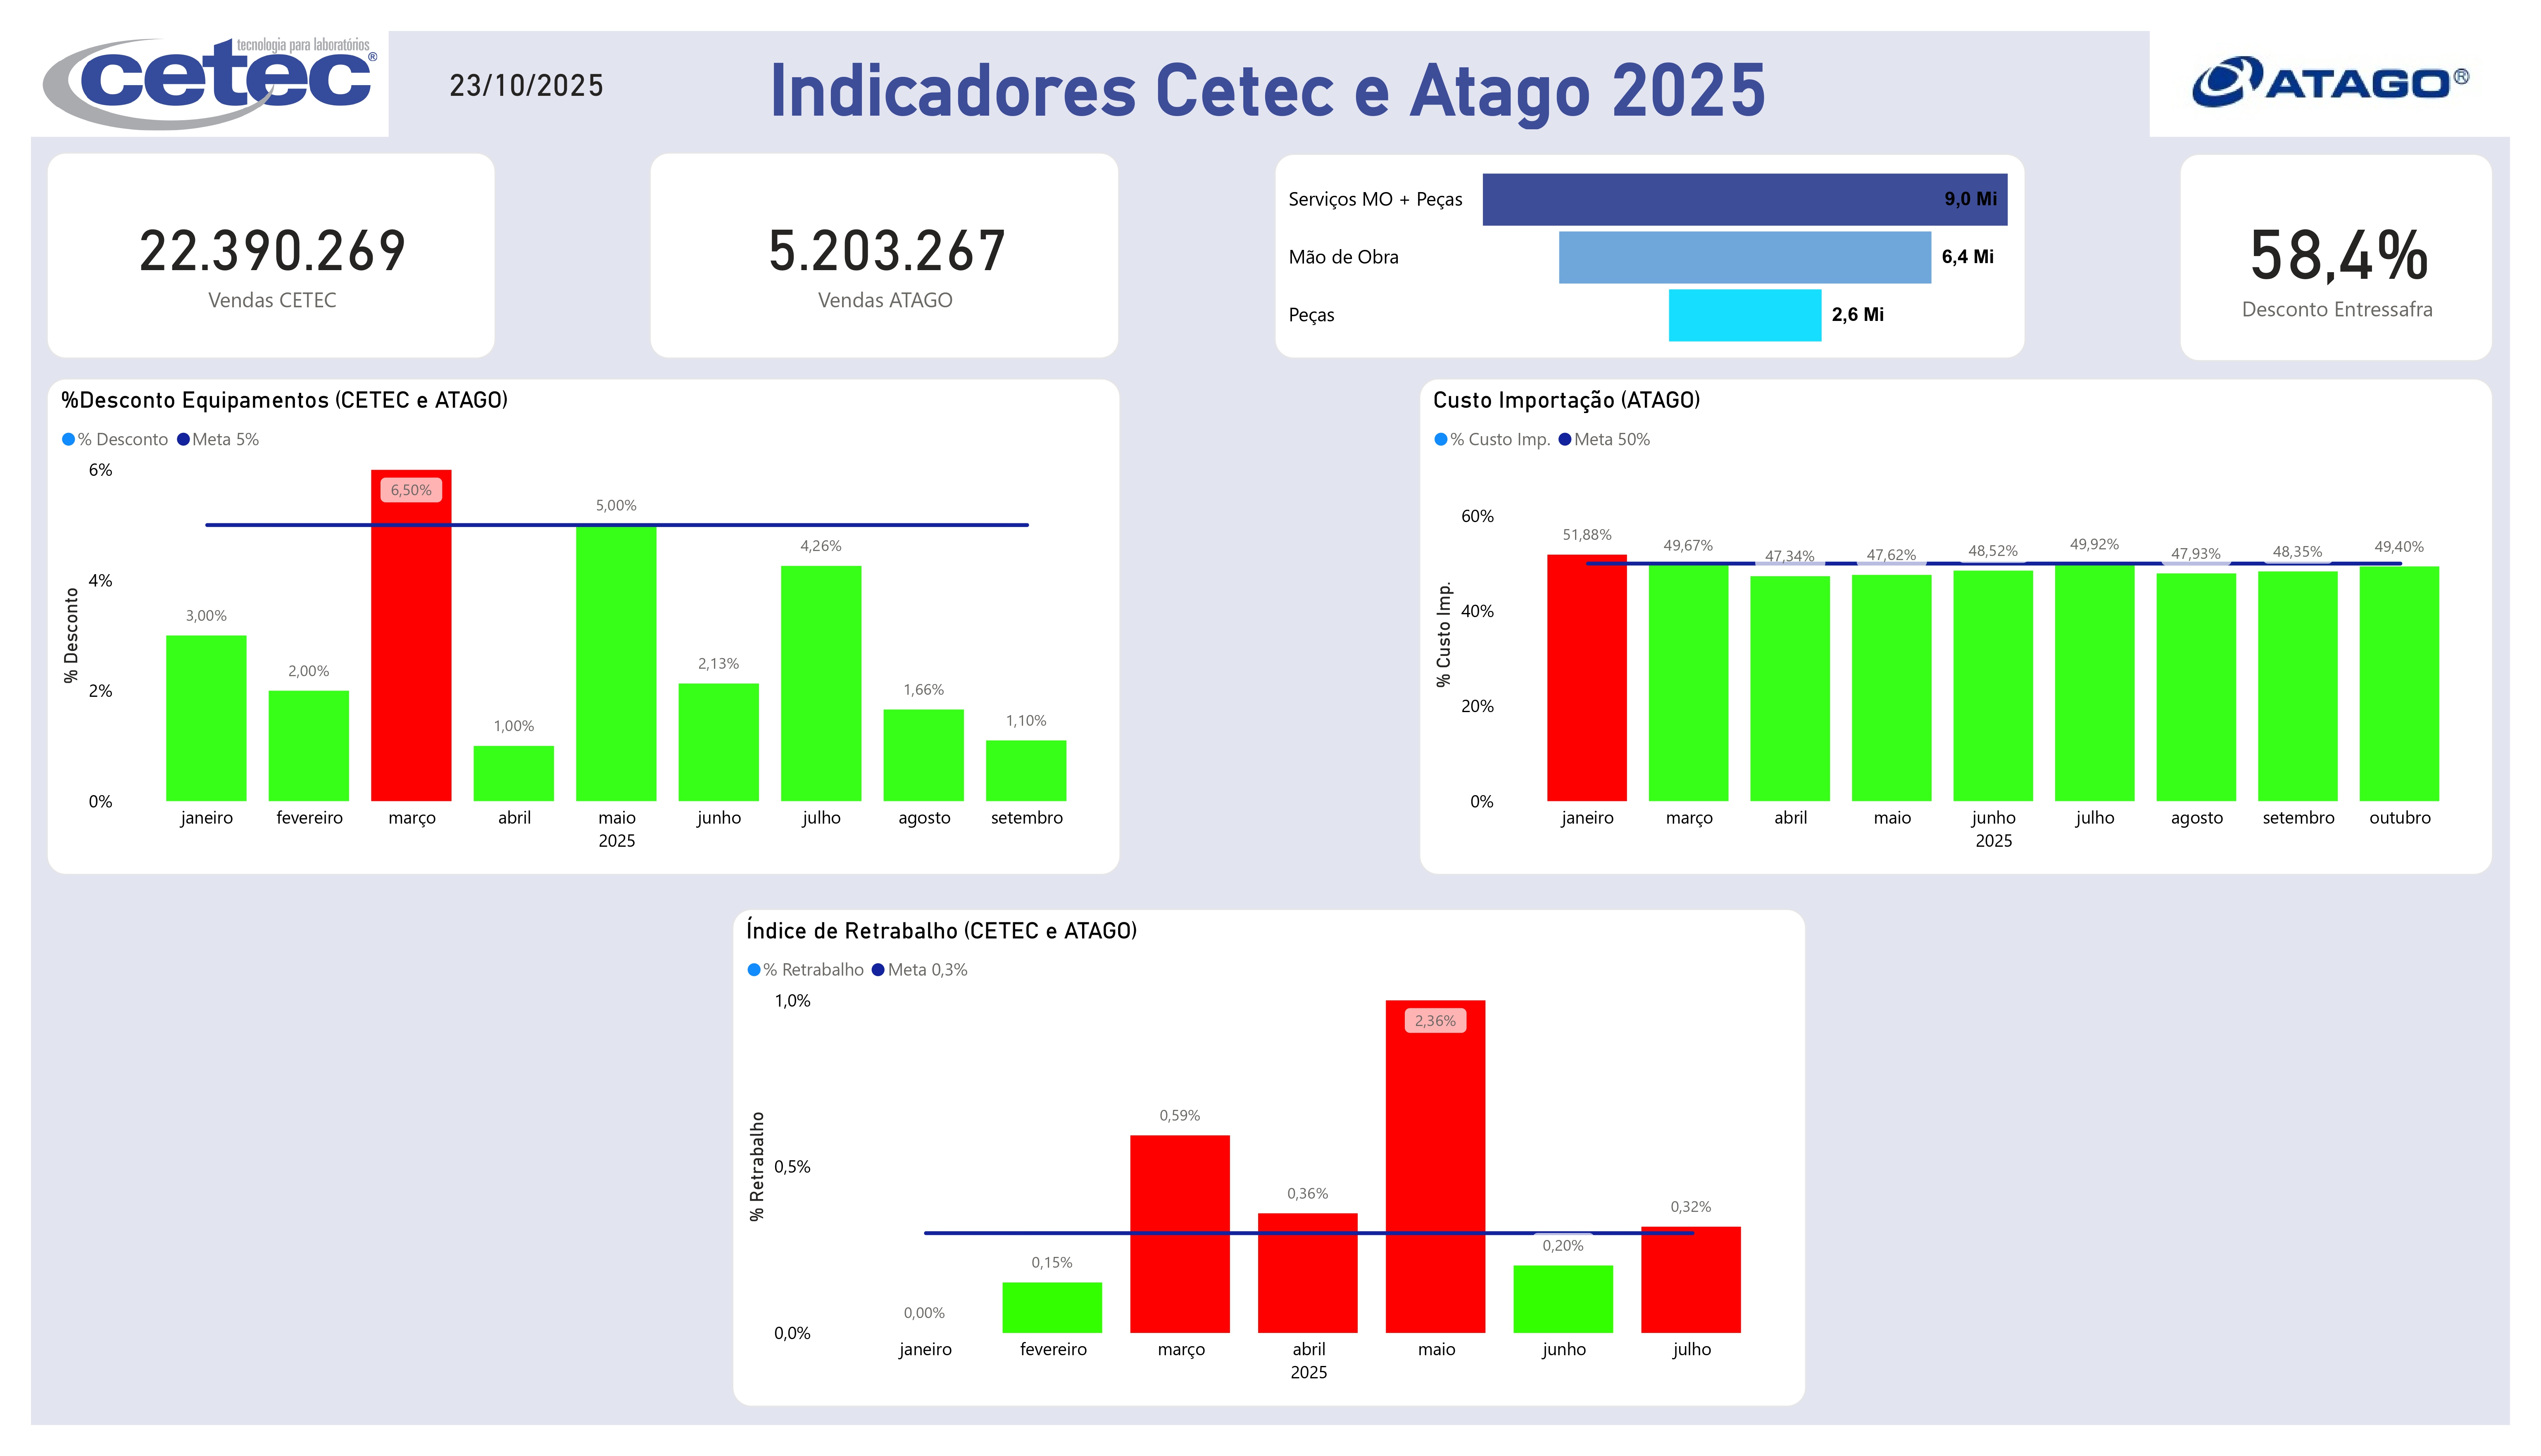 tecnologia para laboratórios
cetec®
23/10/2025
Indicadores Cetec e Atago 2025
ATAGO®
22.390.269
Vendas CETEC
5.203.267
Vendas ATAGO
Serviços MO + Peças 9,0 Mi
Mão de Obra 6,4 Mi
Peças 2,6 Mi
58,4%
Desconto Entressafra
%Desconto Equipamentos (CETEC e ATAGO)
% Desconto Meta 5%
% Desconto
6%
4%
2%
0%
3,00% 2,00% 6,50% 1,00% 5,00% 2,13% 4,26% 1,66% 1,10%
janeiro fevereiro março abril maio junho julho agosto setembro
2025
Custo Importação (ATAGO)
% Custo Imp. Meta 50%
% Custo Imp.
60%
40%
20%
0%
51,88% 49,67% 47,34% 47,62% 48,52% 49,92% 47,93% 48,35% 49,40%
janeiro março abril maio junho julho agosto setembro outubro
2025
Índice de Retrabalho (CETEC e ATAGO)
% Retrabalho Meta 0,3%
% Retrabalho
1,0%
0,5%
0,0%
0,00% 0,15% 0,59% 0,36% 2,36% 0,20% 0,32%
janeiro fevereiro março abril maio junho julho
2025